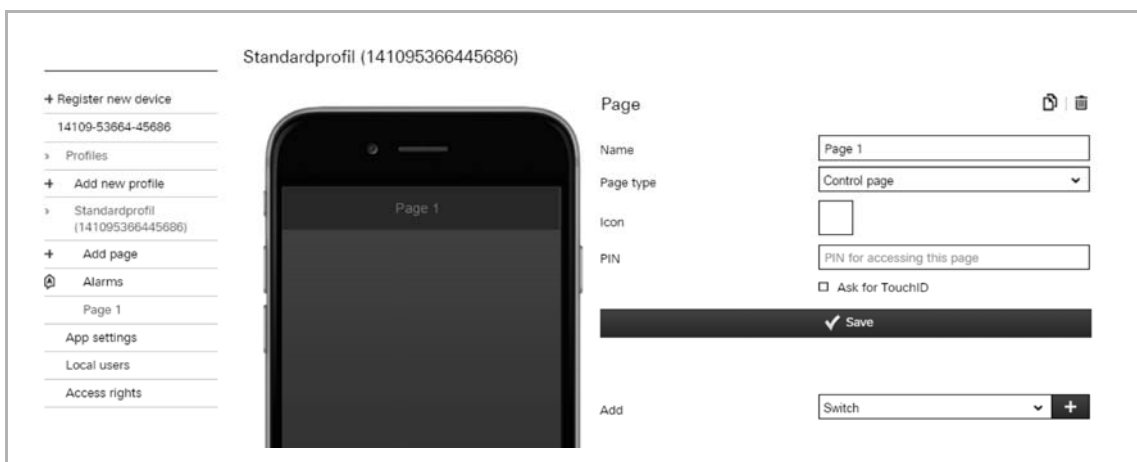 Standardprofil (141095366445686)
+ Register new device
14109-53664-45686
› Profiles
+ Add new profile
› Standardprofil
(141095366445686)
+ Add page
Alarms
Page 1
App settings
Local users
Access rights
Page 1
Page
Name
Page 1
Page type
Control page
Icon
PIN
PIN for accessing this page
Ask for TouchID
Save
Add
Switch
+